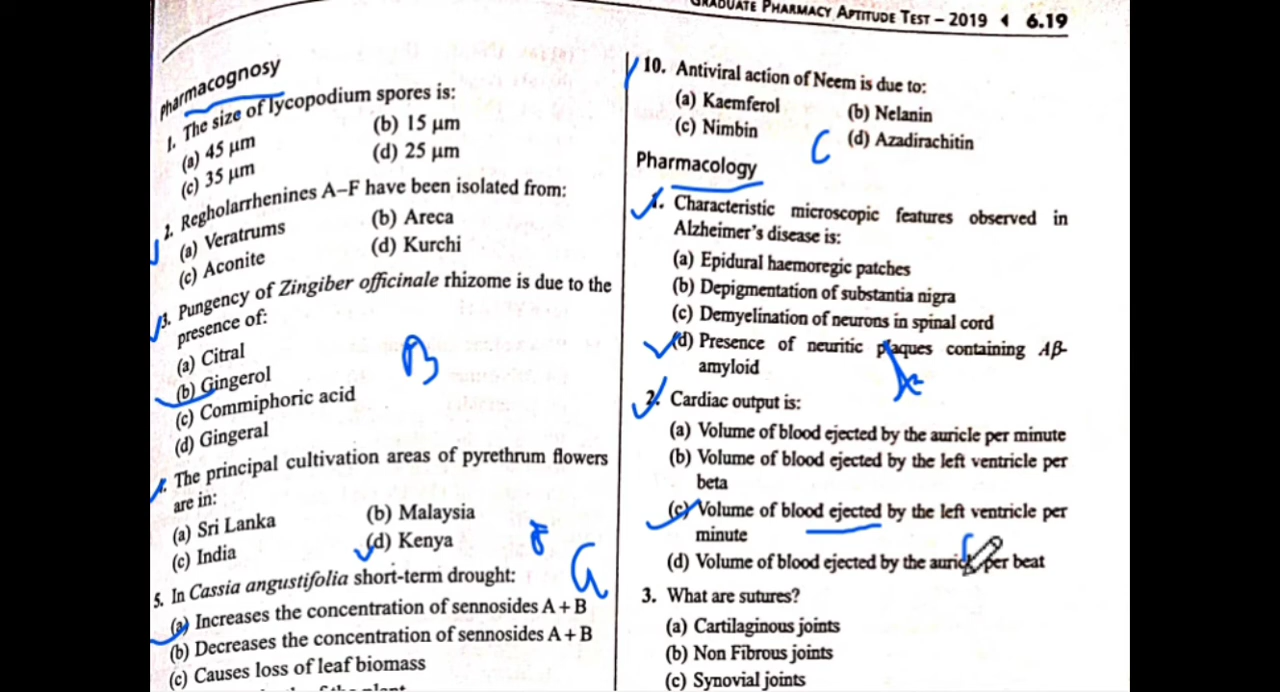 GRADUATE PHARMACY APTITUDE TEST – 2019 ◄ 6.19
Pharmacognosy
1. The size of lycopodium spores is:
(a) 45 µm
(b) 15 µm
(c) 35 µm
(d) 25 µm
2. Regholarrhenines A–F have been isolated from:
(a) Veratrums
(b) Areca
(c) Aconite
(d) Kurchi
3. Pungency of Zingiber officinale rhizome is due to the
presence of:
(a) Citral
(b) Gingerol
B
(c) Commiphoric acid
(d) Gingeral
4. The principal cultivation areas of pyrethrum flowers
are in:
(a) Sri Lanka
(b) Malaysia
(c) India
(d) Kenya
5. In Cassia angustifolia short-term drought:
(a) Increases the concentration of sennosides A + B
(b) Decreases the concentration of sennosides A + B
(c) Causes loss of leaf biomass
10. Antiviral action of Neem is due to:
(a) Kaemferol
(b) Nelanin
(c) Nimbin
(d) Azadirachitin
C
Pharmacology
1. Characteristic microscopic features observed in
Alzheimer's disease is:
(a) Epidural haemoregic patches
(b) Depigmentation of substantia nigra
(c) Demyelination of neurons in spinal cord
(d) Presence of neuritic plaques containing Aβ-
amyloid
2. Cardiac output is:
(a) Volume of blood ejected by the auricle per minute
(b) Volume of blood ejected by the left ventricle per
beta
(c) Volume of blood ejected by the left ventricle per
minute
(d) Volume of blood ejected by the auricle per beat
3. What are sutures?
(a) Cartilaginous joints
(b) Non Fibrous joints
(c) Synovial joints